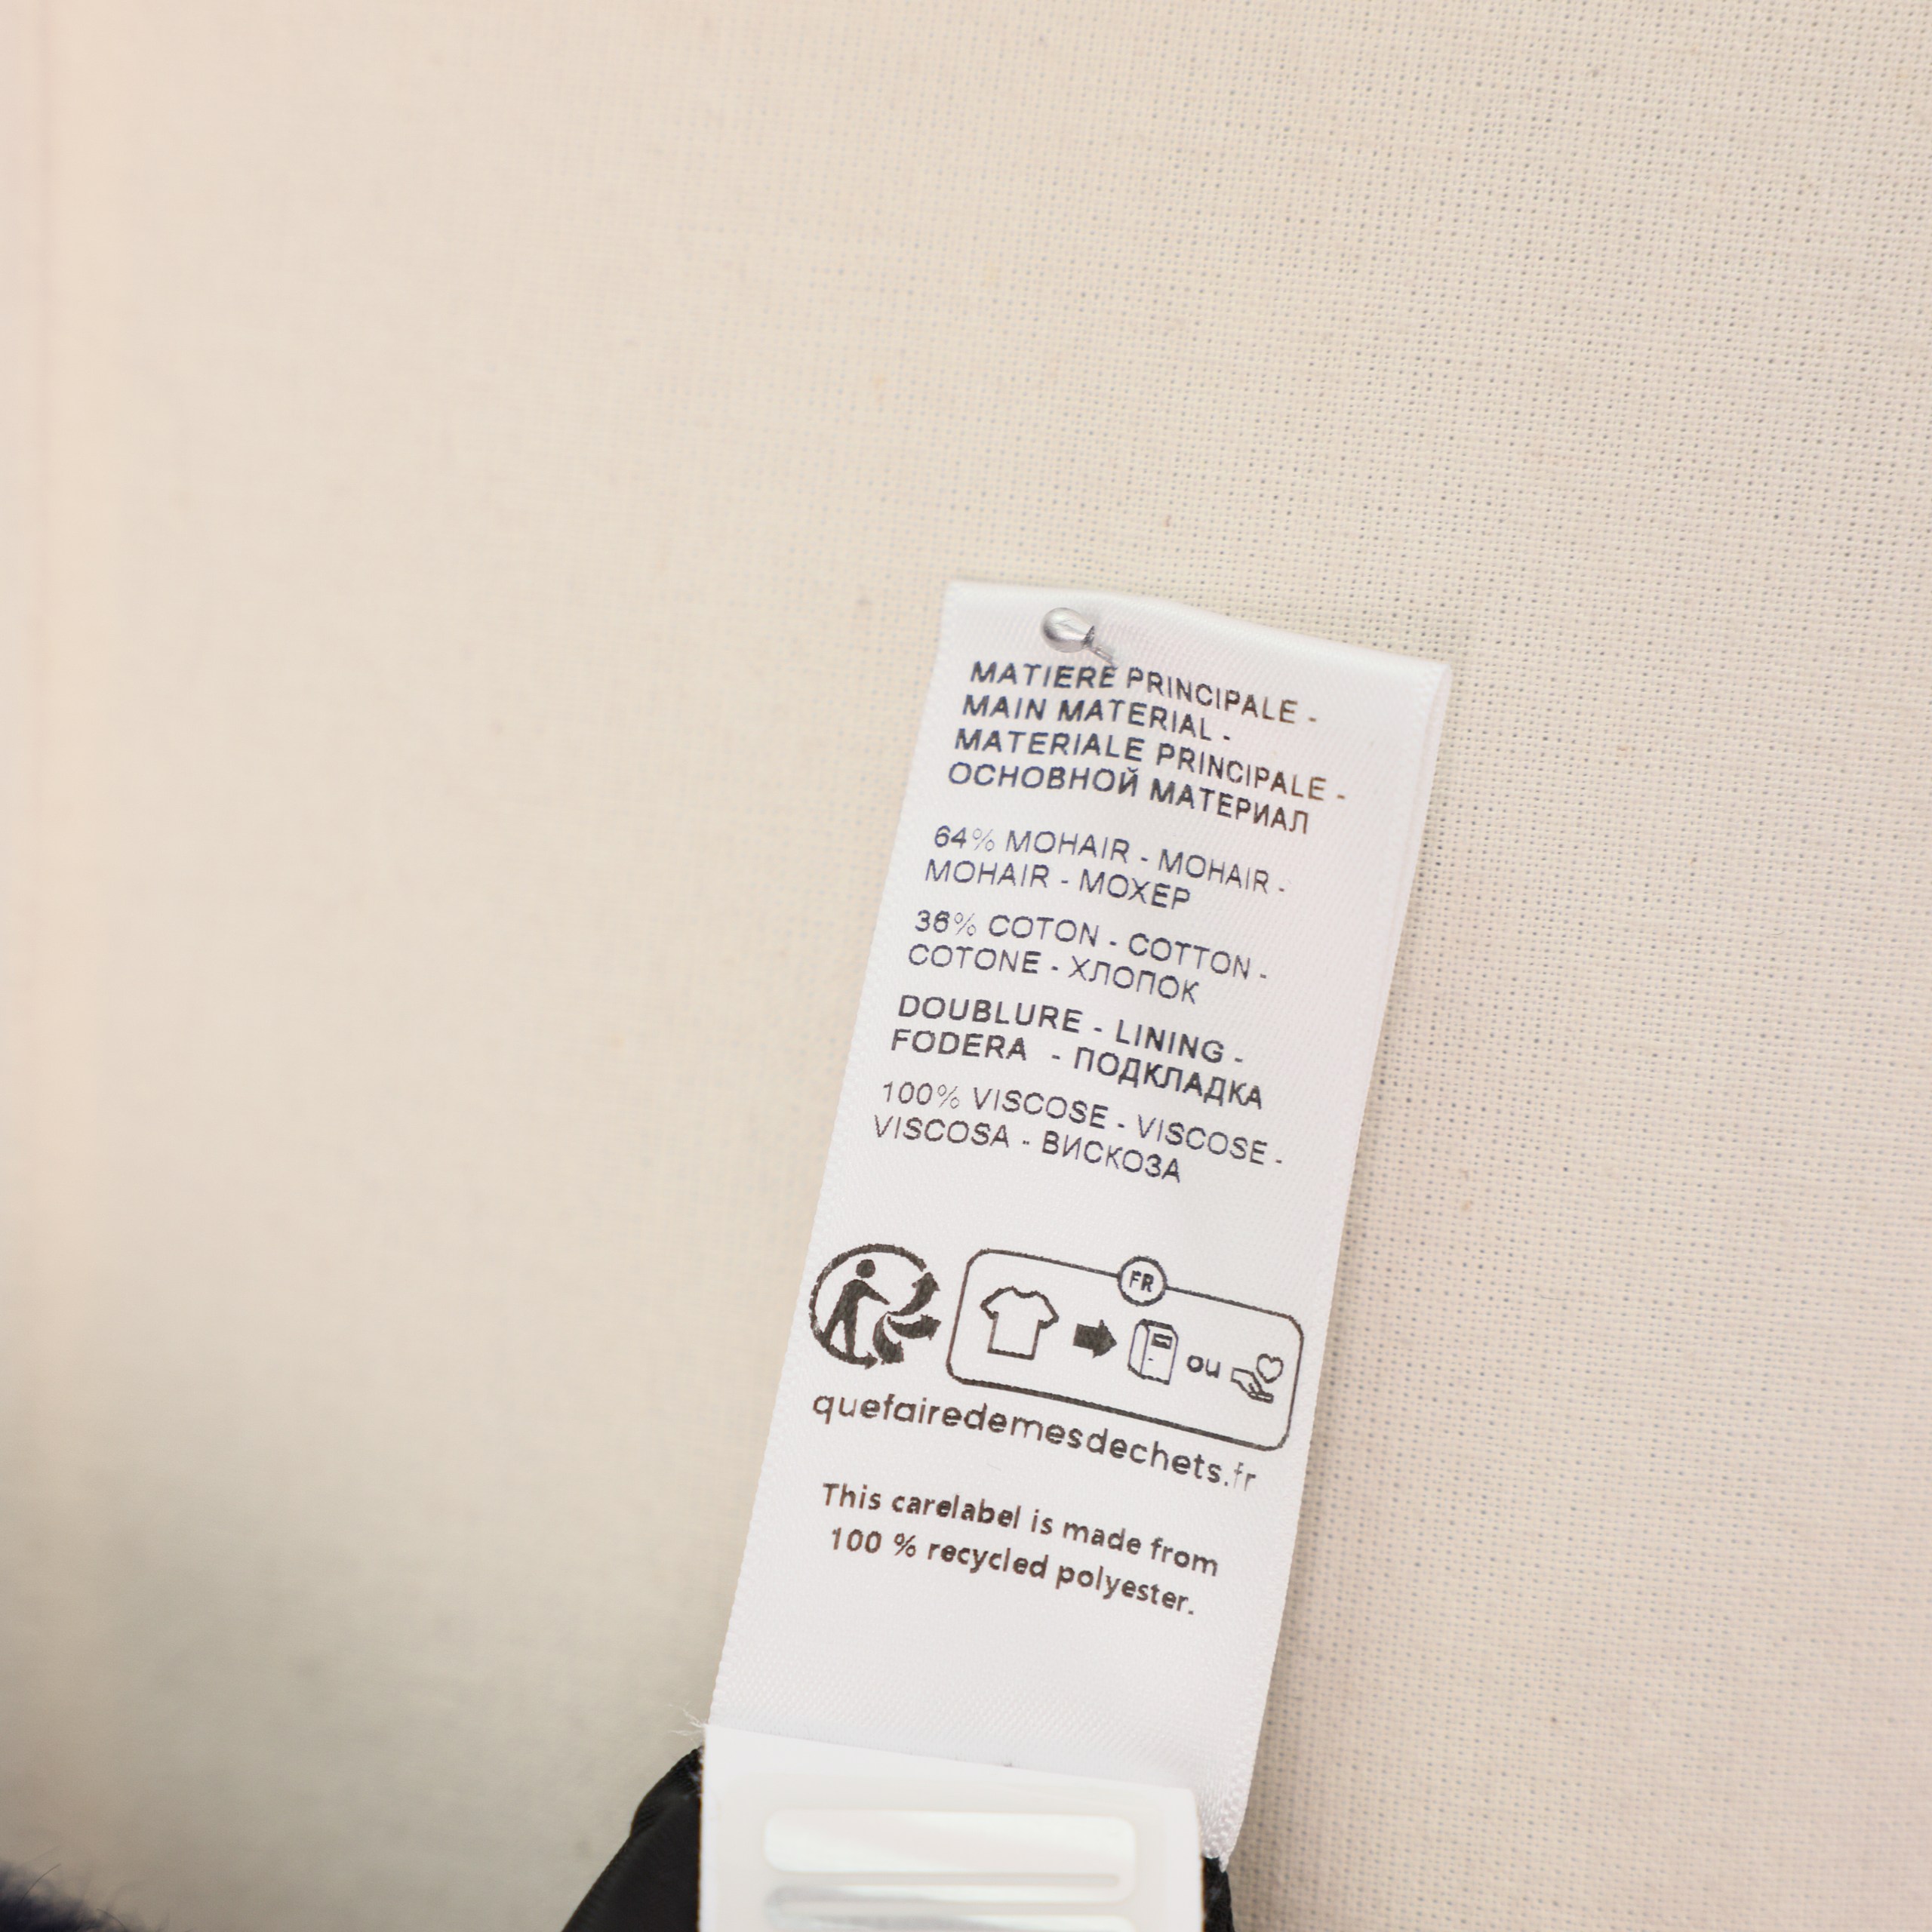 MATIERE PRINCIPALE -
MAIN MATERIAL -
MATERIALE PRINCIPALE -
ОСНОВНОЙ МАТЕРИАЛ
64% MOHAIR - MOHAIR -
MOHAIR - МОХЕР
36% COTON - COTTON -
COTONE - ХЛОПОК
DOUBLURE - LINING -
FODERA - ПОДКЛАДКА
100% VISCOSE - VISCOSE -
VISCOSA - ВИСКОЗА
FR
ou
quefairedemesdechets.fr
This carelabel is made from
100 % recycled polyester.